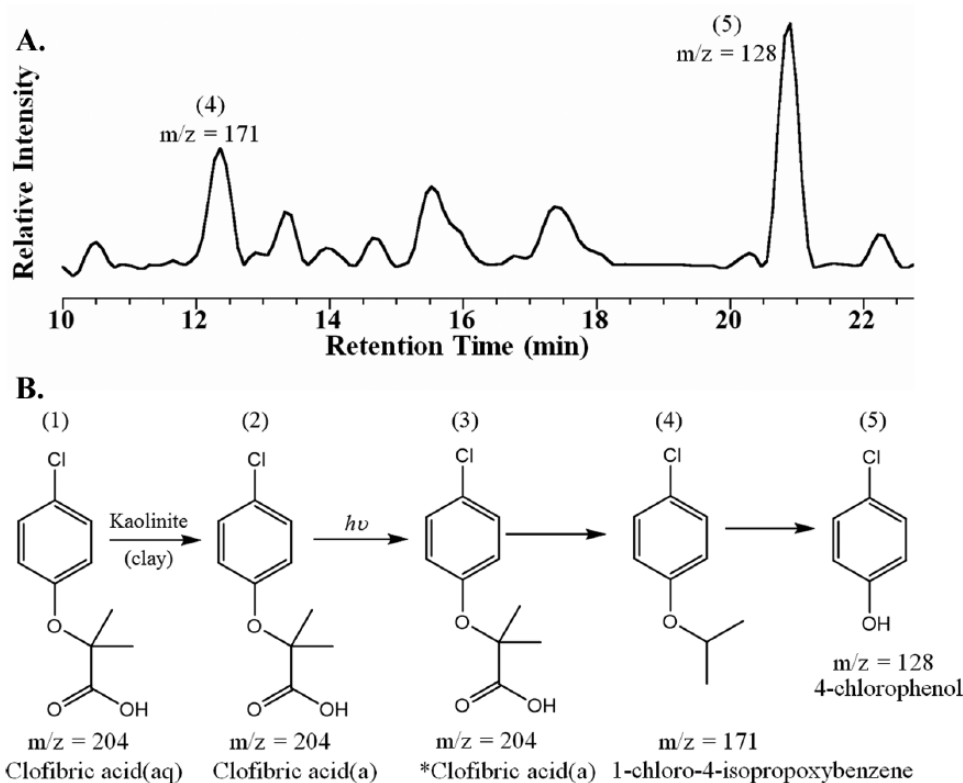 A.
Relative Intensity
(4)
m/z = 171
(5)
m/z = 128
10 12 14 16 18 20 22
Retention Time (min)
B.
(1) (2) (3) (4) (5)
Cl Cl Cl Cl Cl
Kaolinite
(clay)
hυ
O O O O OH
O OH O OH O OH
m/z = 128
4-chlorophenol
m/z = 204 m/z = 204 m/z = 204 m/z = 171
Clofibric acid(aq) Clofibric acid(a) *Clofibric acid(a) 1-chloro-4-isopropoxybenzene